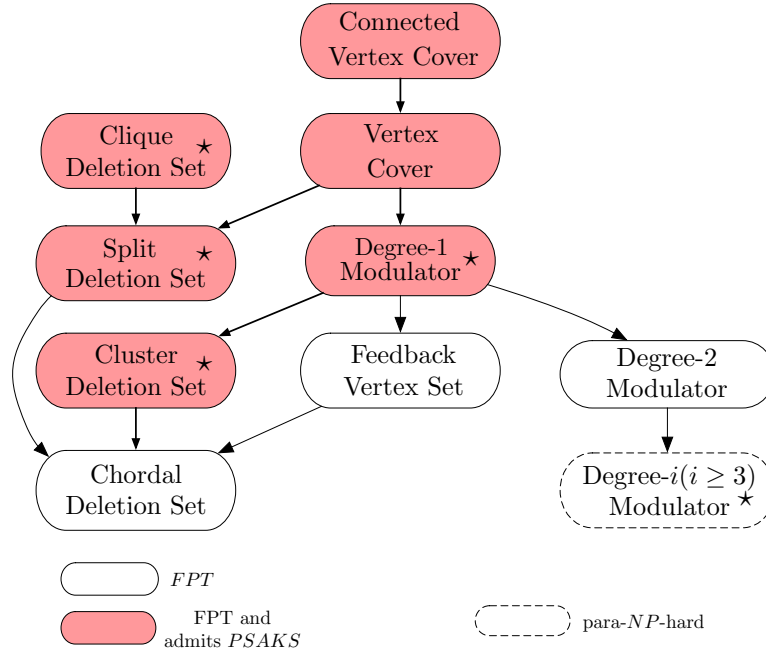 Connected
Vertex Cover
Clique ⋆
Deletion Set
Vertex
Cover
Split ⋆
Deletion Set
Degree-1
Modulator ⋆
Cluster ⋆
Deletion Set
Feedback
Vertex Set
Degree-2
Modulator
Chordal
Deletion Set
Degree-i(i ≥ 3)
Modulator ⋆
FPT
FPT and
admits PSAKS
para-NP-hard